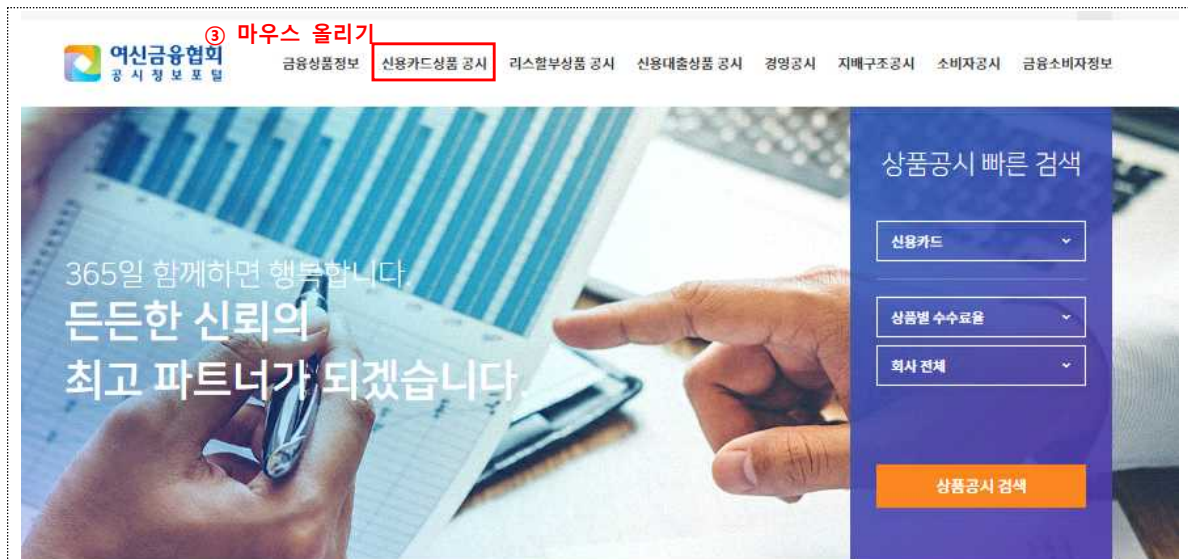 ③ 마우스 올리기
여신금융협회
공시정보포털
금융상품정보 신용카드상품 공시 리스할부상품 공시 신용대출상품 공시 경영공시 지배구조공시 소비자공시 금융소비자정보
상품공시 빠른 검색
신용카드
상품별 수수료율
회사 전체
상품공시 검색
365일 함께하면 행복합니다.
든든한 신뢰의
최고 파트너가 되겠습니다.